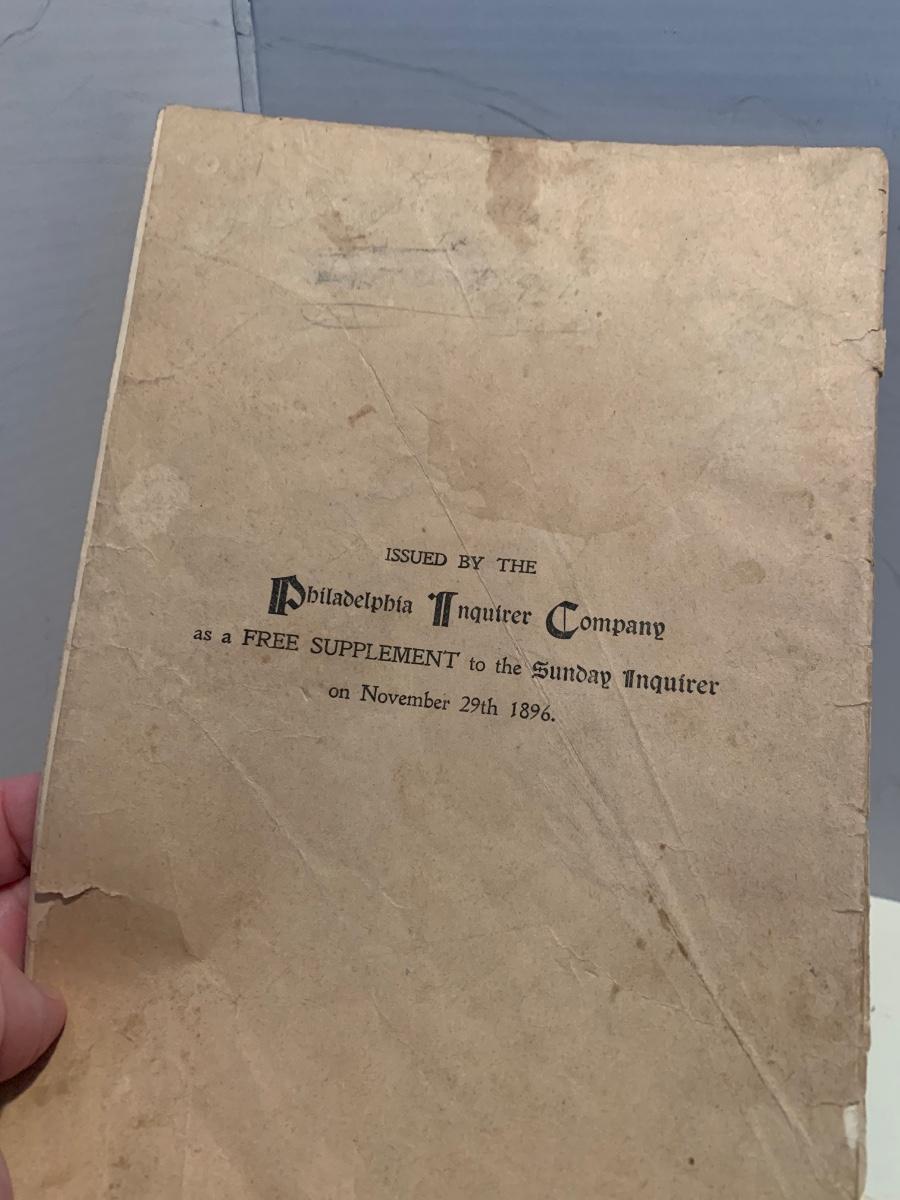 ISSUED BY THE
Philadelphia Inquirer Company
as a FREE SUPPLEMENT to the Sunday Inquirer
on November 29th 1896.